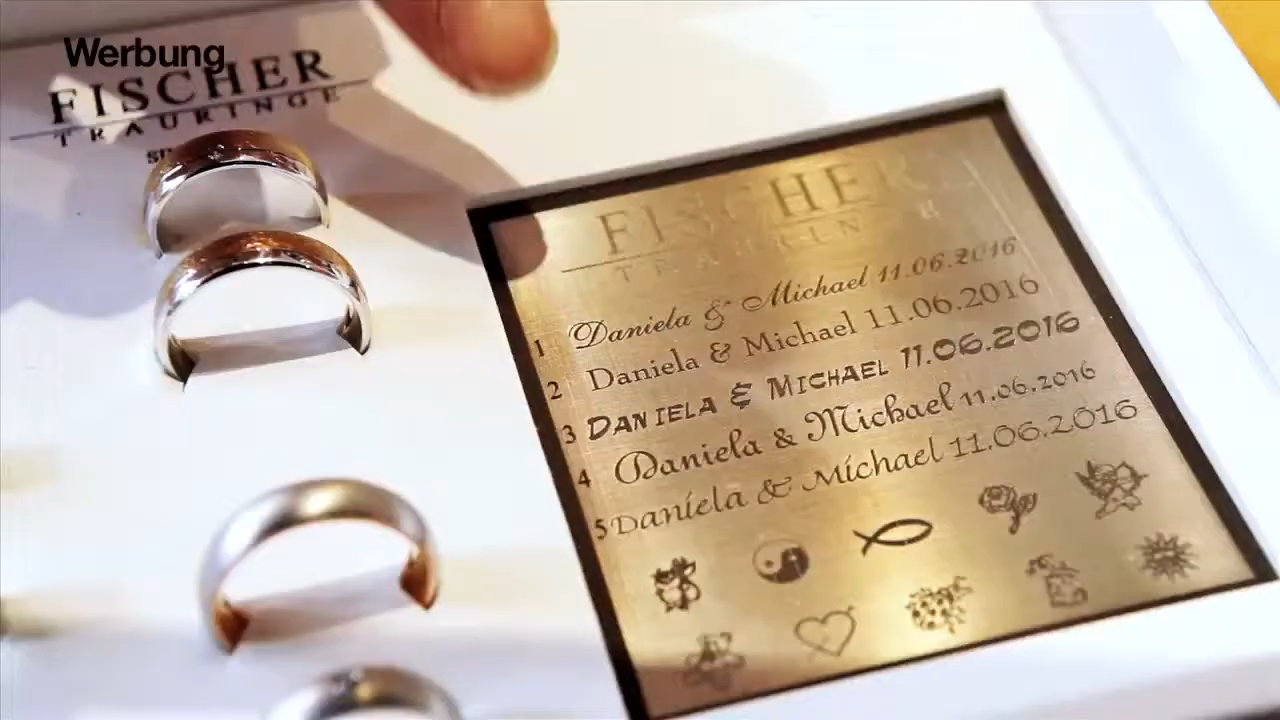 Werbung
FISCHER
TRAURINGE
FISCHER
1 Daniela & Michael 11.06.2016
2 Daniela & Michael 11.06.2016
3 DANIELA & MICHAEL 11.06.2016
4 Daniela & Michael 11.06.2016
5 Daniela & Michael 11.06.2016